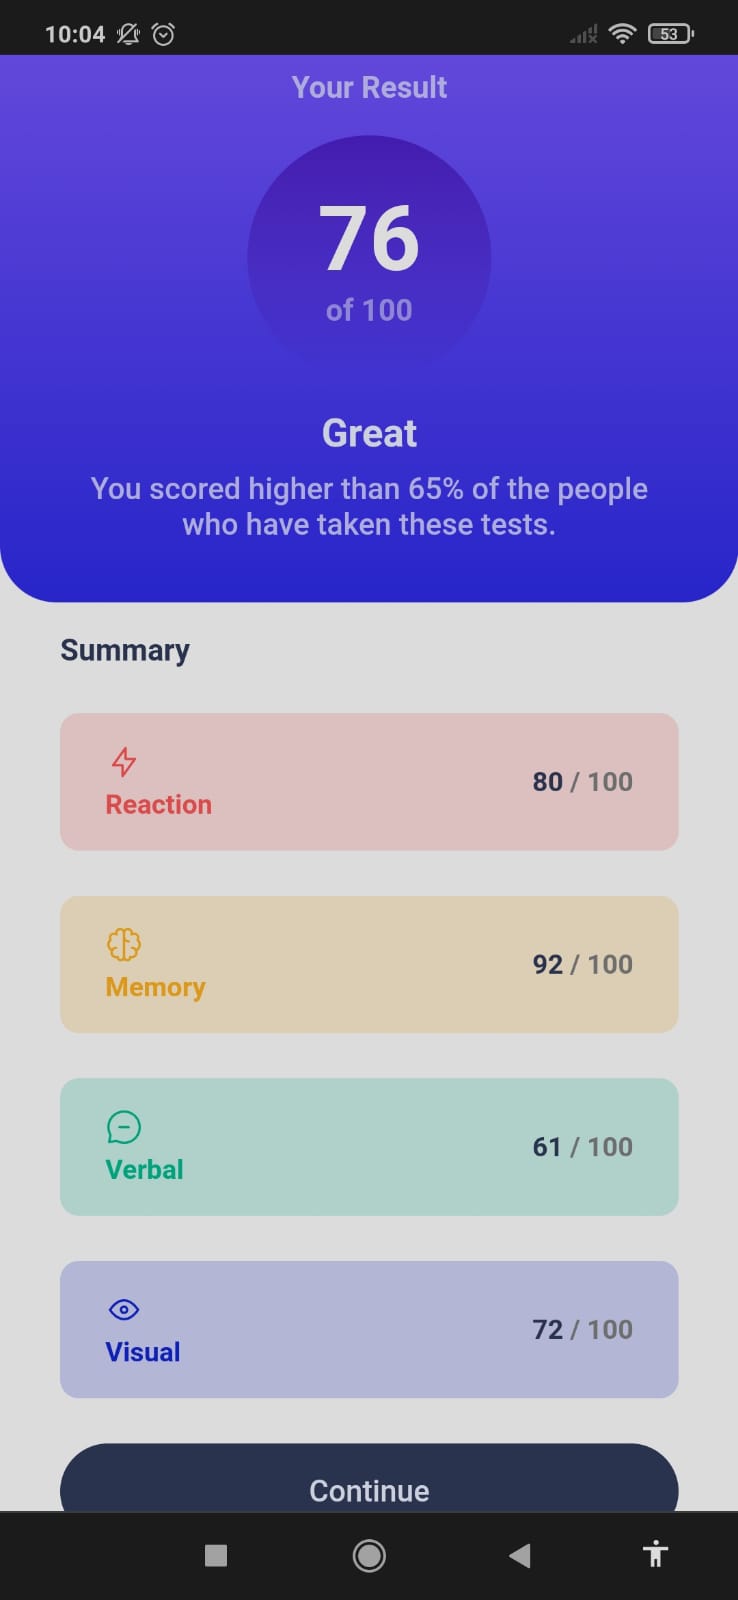 10:04
53
Your Result
76
of 100
Great
You scored higher than 65% of the people
who have taken these tests.
Summary
Reaction
80 / 100
Memory
92 / 100
Verbal
61 / 100
Visual
72 / 100
Continue